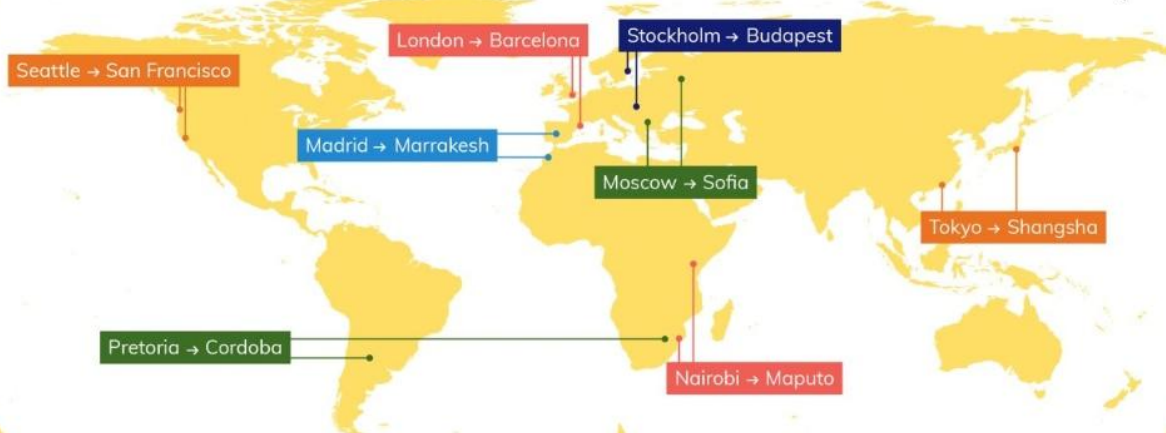 Stockholm → Budapest
London → Barcelona
Seattle → San Francisco
Madrid → Marrakesh
Moscow → Sofia
Tokyo → Shangsha
Pretoria → Cordoba
Nairobi → Maputo